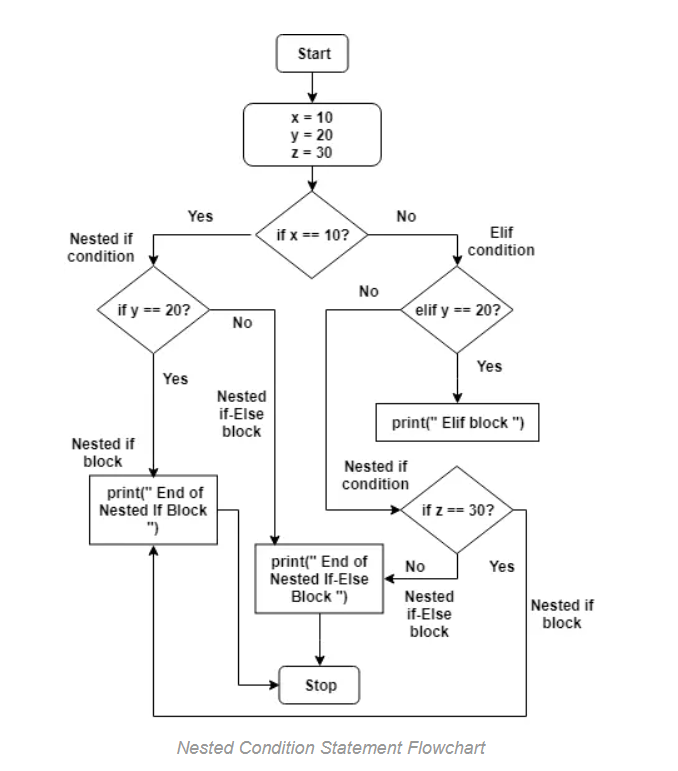 Start
x = 10
y = 20
z = 30
Yes
No
if x == 10?
Nested if
condition
Elif
condition
No
if y == 20?
elif y == 20?
No
Yes
Yes
Nested
if-Else
block
print(" Elif block ")
Nested if
block
Nested if
condition
print(" End of
Nested If Block
")
if z == 30?
print(" End of
Nested If-Else
Block ")
No
Yes
Nested
if-Else
block
Nested if
block
Stop
Nested Condition Statement Flowchart